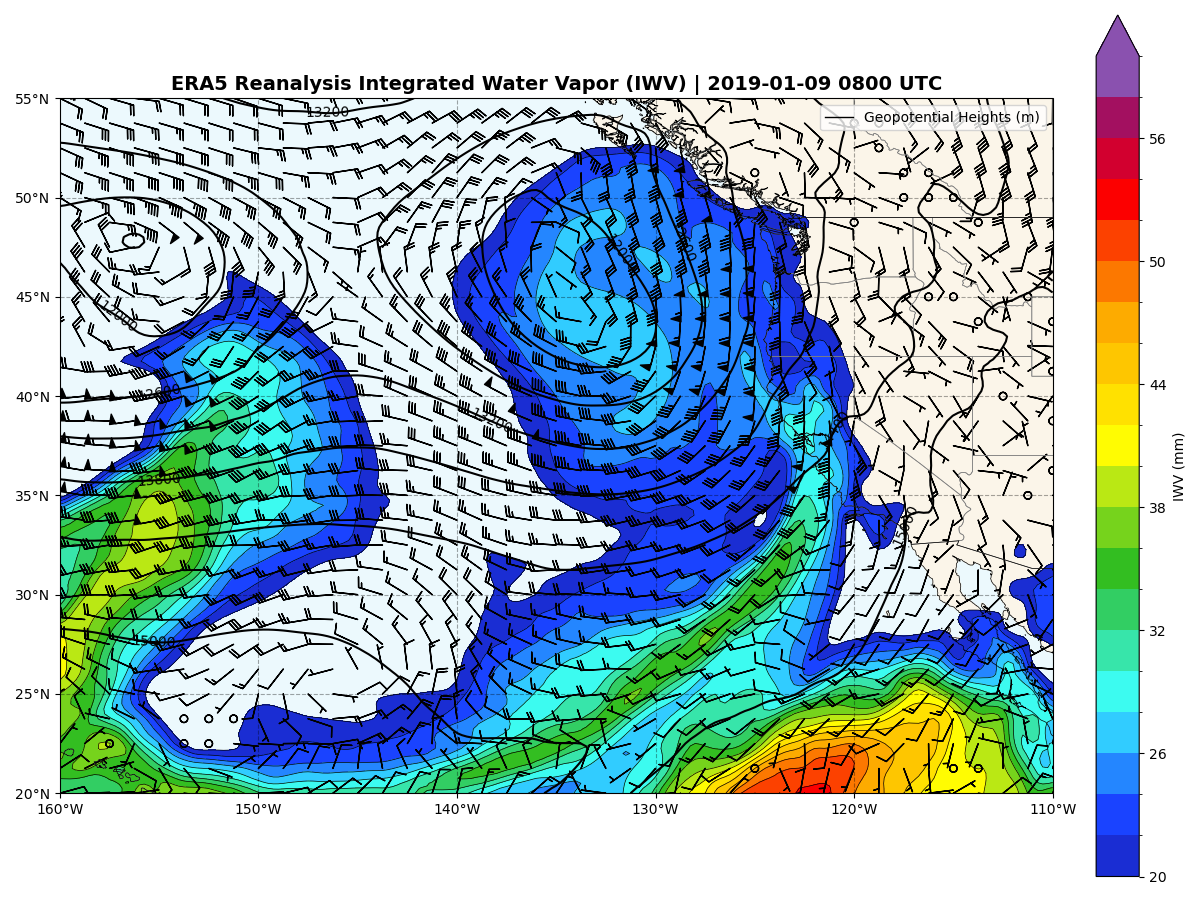 ERA5 Reanalysis Integrated Water Vapor (IWV) | 2019-01-09 0800 UTC
Geopotential Heights (m)
55°N
50°N
45°N
40°N
35°N
30°N
25°N
20°N
160°W
150°W
140°W
130°W
120°W
110°W
13200
12000
12600
13200
13800
15000
56
50
44
38
32
26
20
IWV (mm)